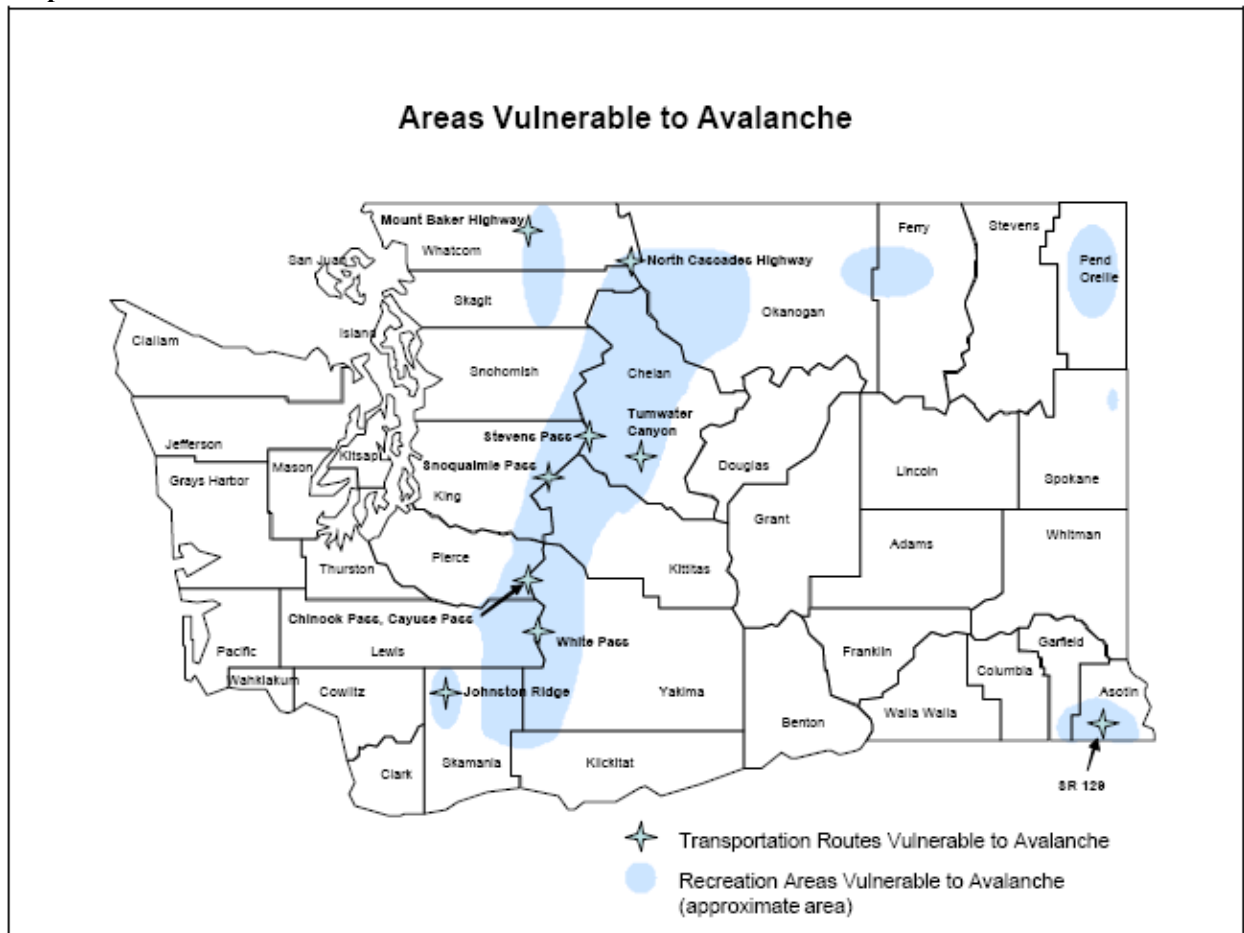 Areas Vulnerable to Avalanche
Mount Baker Highway
Whatcom
San Juan
North Cascades Highway
Ferry
Stevens
Pend
Oreille
Skagit
Okanogan
Island
Clallam
Snohomish
Chelan
Tumwater
Canyon
Stevens Pass
Jefferson
Kitsap
Mason
Snoqualmie Pass
Douglas
Lincoln
Grays Harbor
King
Spokane
Grant
Whitman
Pierce
Adams
Thurston
Kittitas
Chinook Pass, Cayuse Pass
White Pass
Pacific
Lewis
Franklin
Garfield
Columbia
Wahkiakum
Cowlitz
Johnston Ridge
Yakima
Asotin
Walla Walla
Benton
Skamania
Klickitat
Clark
SR 129
Transportation Routes Vulnerable to Avalanche
Recreation Areas Vulnerable to Avalanche
(approximate area)